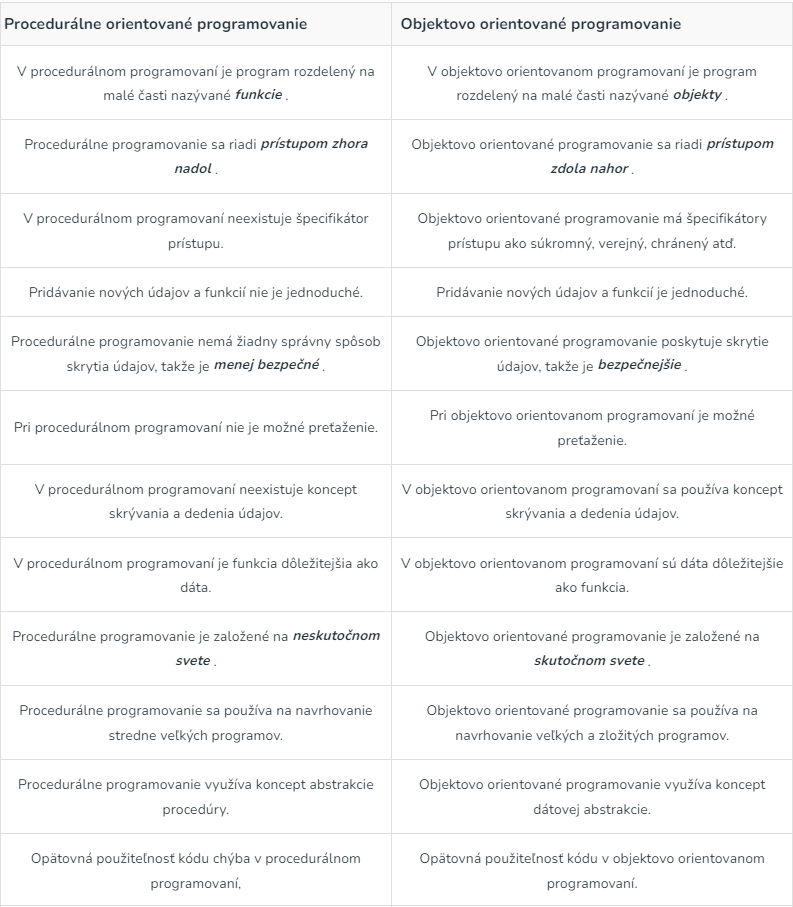 Procedurálne orientované programovanie
Objektovo orientované programovanie
V procedurálnom programovaní je program rozdelený na
malé časti nazývané funkcie .
V objektovo orientovanom programovaní je program
rozdelený na malé časti nazývané objekty .
Procedurálne programovanie sa riadi prístupom zhora
nadol .
Objektovo orientované programovanie sa riadi prístupom
zdola nahor .
V procedurálnom programovaní neexistuje špecifikátor
prístupu.
Objektovo orientované programovanie má špecifikátory
prístupu ako súkromný, verejný, chránený atď.
Pridávanie nových údajov a funkcií nie je jednoduché.
Pridávanie nových údajov a funkcií je jednoduché.
Procedurálne programovanie nemá žiadny správny spôsob
skrytia údajov, takže je menej bezpečné .
Objektovo orientované programovanie poskytuje skrytie
údajov, takže je bezpečnejšie .
Pri procedurálnom programovaní nie je možné preťaženie.
Pri objektovo orientovanom programovaní je možné
preťaženie.
V procedurálnom programovaní neexistuje koncept
skrývania a dedenia údajov.
V objektovo orientovanom programovaní sa používa koncept
skrývania a dedenia údajov.
V procedurálnom programovaní je funkcia dôležitejšia ako
dáta.
V objektovo orientovanom programovaní sú dáta dôležitejšie
ako funkcia.
Procedurálne programovanie je založené na neskutočnom
svete .
Objektovo orientované programovanie je založené na
skutočnom svete .
Procedurálne programovanie sa používa na navrhovanie
stredne veľkých programov.
Objektovo orientované programovanie sa používa na
navrhovanie veľkých a zložitých programov.
Procedurálne programovanie využíva koncept abstrakcie
procedúry.
Objektovo orientované programovanie využíva koncept
dátovej abstrakcie.
Opätovná použiteľnosť kódu chýba v procedurálnom
programovaní,
Opätovná použiteľnosť kódu v objektovo orientovanom
programovaní.